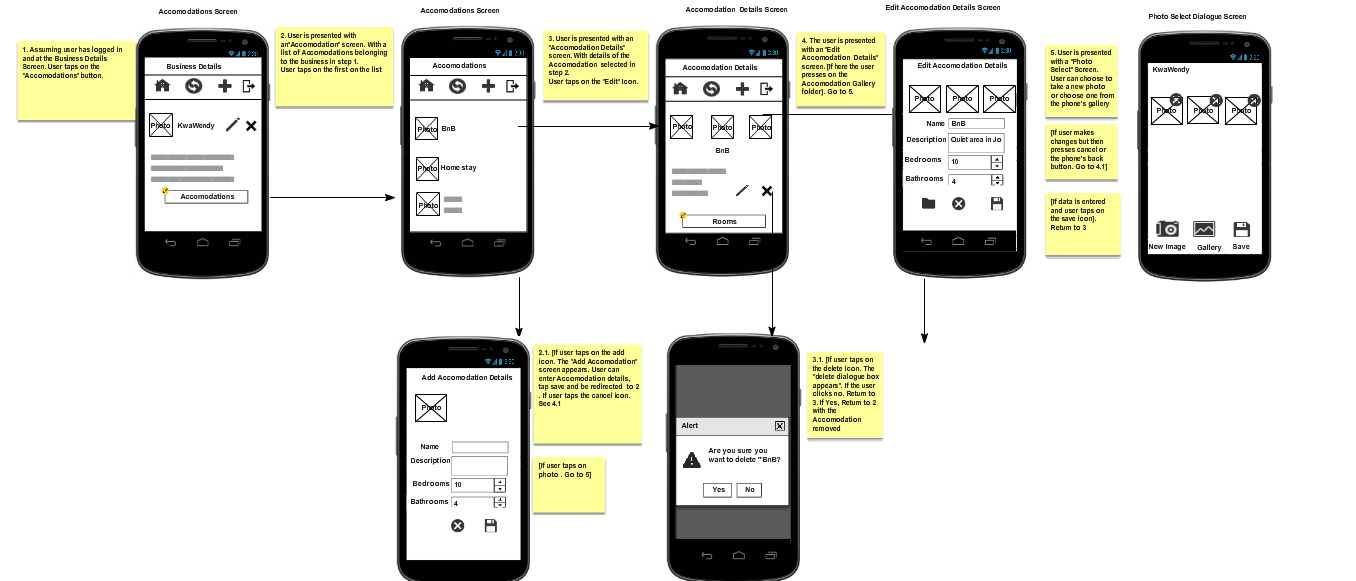 Accomodations Screen
1. Assuming user has logged in
and at the Business Details
Screen. User taps on the
"Accomodations" button.
2:30
Business Details
Photo
KwaWendy
Accomodations
2. User is presented with
an"Accomodation" screen. With a
list of Accomodations belonging
to the business in step 1.
User taps on the first on the list
Accomodations Screen
2:30
Accomodations
Photo
BnB
Photo
Home stay
Photo
3. User is presented with an
"Accomodation Details"
screen. With details of the
Accomodation selected in
step 2.
User taps on the "Edit" Icon.
Accomodation Details Screen
2:30
Accomodation Details
Photo
Photo
Photo
BnB
Rooms
4. The user is presented
with an "Edit
Accomodation Details"
screen. [If here the user
presses on the
Accomodation Gallery
folder]. Go to 5.
Edit Accomodation Details Screen
2:30
Edit Accomodation Details
Photo
Photo
Photo
Name
BnB
Description
Quiet area in Jo
Bedrooms
10
Bathrooms
4
5. User is presented
with a "Photo
Select" Screen.
User can choose to
take a new photo
or choose one from
the phone's gallery
[If user makes
changes but then
presses cancel or
the phone's back
button. Go to 4.1]
[If data is entered
and user taps on
the save icon].
Return to 3
Photo Select Dialogue Screen
2:30
KwaWendy
Photo
Photo
Photo
New Image
Gallery
Save
2:30
Add Accomodation Details
Photo
Name
Description
Bedrooms
10
Bathrooms
4
2.1. [If user taps on the add
icon. The "Add Accomodation"
screen appears. User can
enter Accomodation details,
tap save and be redirected to 2
. If user taps the cancel icon.
See 4.1
[If user taps on
photo . Go to 5]
Alert
Are you sure you
want to delete "BnB?
Yes
No
3.1. [If user taps on
the delete icon. The
"delete dialogue box
appears". If the user
clicks no. Return to
3. If Yes, Return to 2
with the
Accomodation
removed